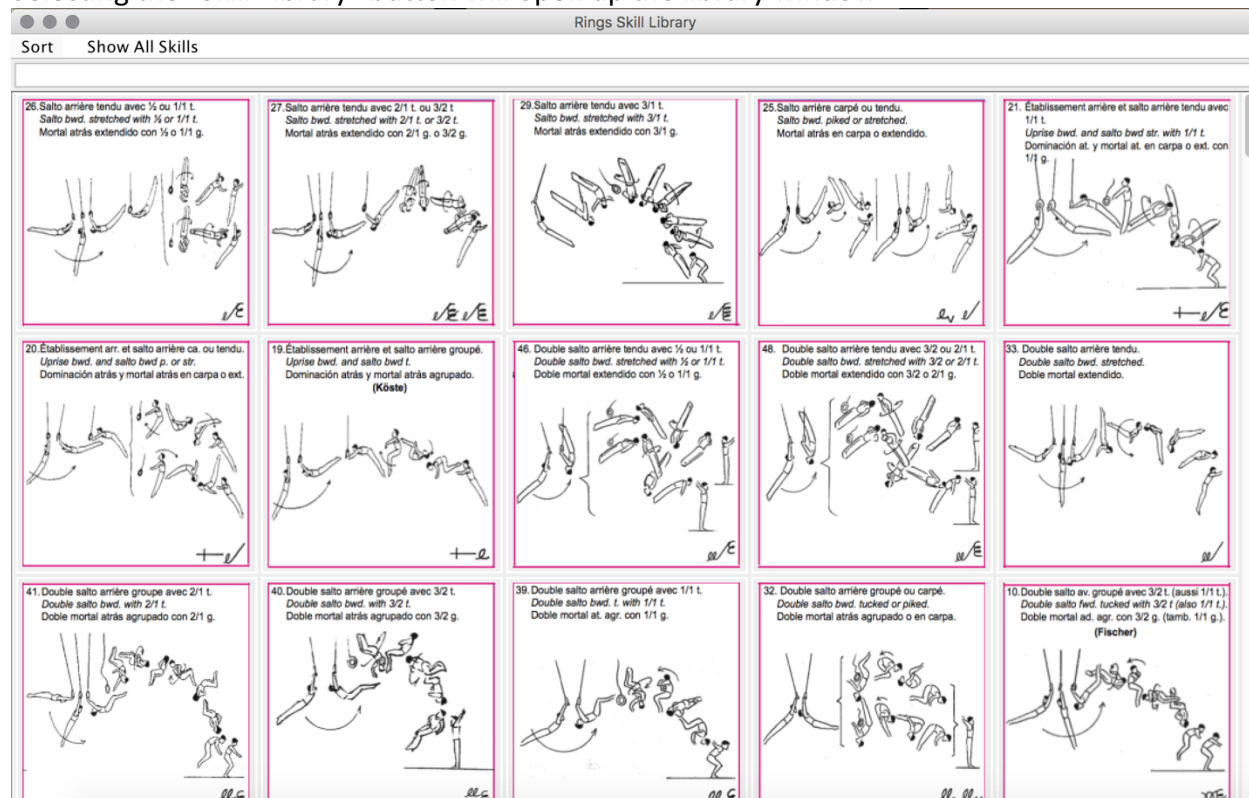 Rings Skill Library
Sort Show All Skills
26.Salto arrière tendu avec ½ ou 1/1 t.
Salto bwd. stretched with ½ or 1/1 t.
Mortal atrás extendido con ½ o 1/1 g.
27.Salto arrière tendu avec 2/1 t. ou 3/2 t
Salto bwd. stretched with 2/1 t. or 3/2 t.
Mortal atrás extendido con 2/1 g. o 3/2 g.
29.Salto arrière tendu avec 3/1 t.
Salto bwd. stretched with 3/1 t.
Mortal atrás extendido con 3/1 g.
25.Salto arrière carpé ou tendu.
Salto bwd. piked or stretched.
Mortal atrás en carpa o extendido.
21. Établissement arrière et salto arrière tendu avec
1/1 t.
Uprise bwd. and salto bwd str. with 1/1 t.
Dominación at. y mortal at. en carpa o ext. con
1/1 g.
20.Établissement arr. et salto arrière ca. ou tendu.
Uprise bwd. and salto bwd p. or str.
Dominación atrás y mortal atrás en carpa o ext.
19.Établissement arrière et salto arrière groupé.
Uprise bwd. and salto bwd t.
Dominación atrás y mortal atrás agrupado.
(Köste)
46. Double salto arrière tendu avec ½ ou 1/1 t.
Double salto bwd. stretched with ½ or 1/1 t.
Doble mortal extendido con ½ o 1/1 g.
48. Double salto arrière tendu avec 3/2 ou 2/1 t.
Double salto bwd. stretched with 3/2 or 2/1 t.
Doble mortal extendido con 3/2 o 2/1 g.
33. Double salto arrière tendu.
Double salto bwd. stretched.
Doble mortal extendido.
41.Double salto arrière groupe avec 2/1 t.
Double salto bwd. with 2/1 t.
Doble mortal atrás agrupado con 2/1 g.
40.Double salto arrière groupé avec 3/2 t.
Double salto bwd. with 3/2 t.
Doble mortal atrás agrupado con 3/2 g.
39.Double salto arrière groupé avec 1/1 t.
Double salto bwd. t. with 1/1 t.
Doble mortal at. agr. con 1/1 g.
32. Double salto arrière groupé ou carpé.
Double salto bwd. tucked or piked.
Doble mortal atrás agrupado o en carpa.
10.Double salto av. groupé avec 3/2 t. (aussi 1/1 t.).
Double salto fwd. tucked with 3/2 t (also 1/1 t.).
Doble mortal ad. agr. con 3/2 g. (tamb. 1/1 g.).
(Fischer)